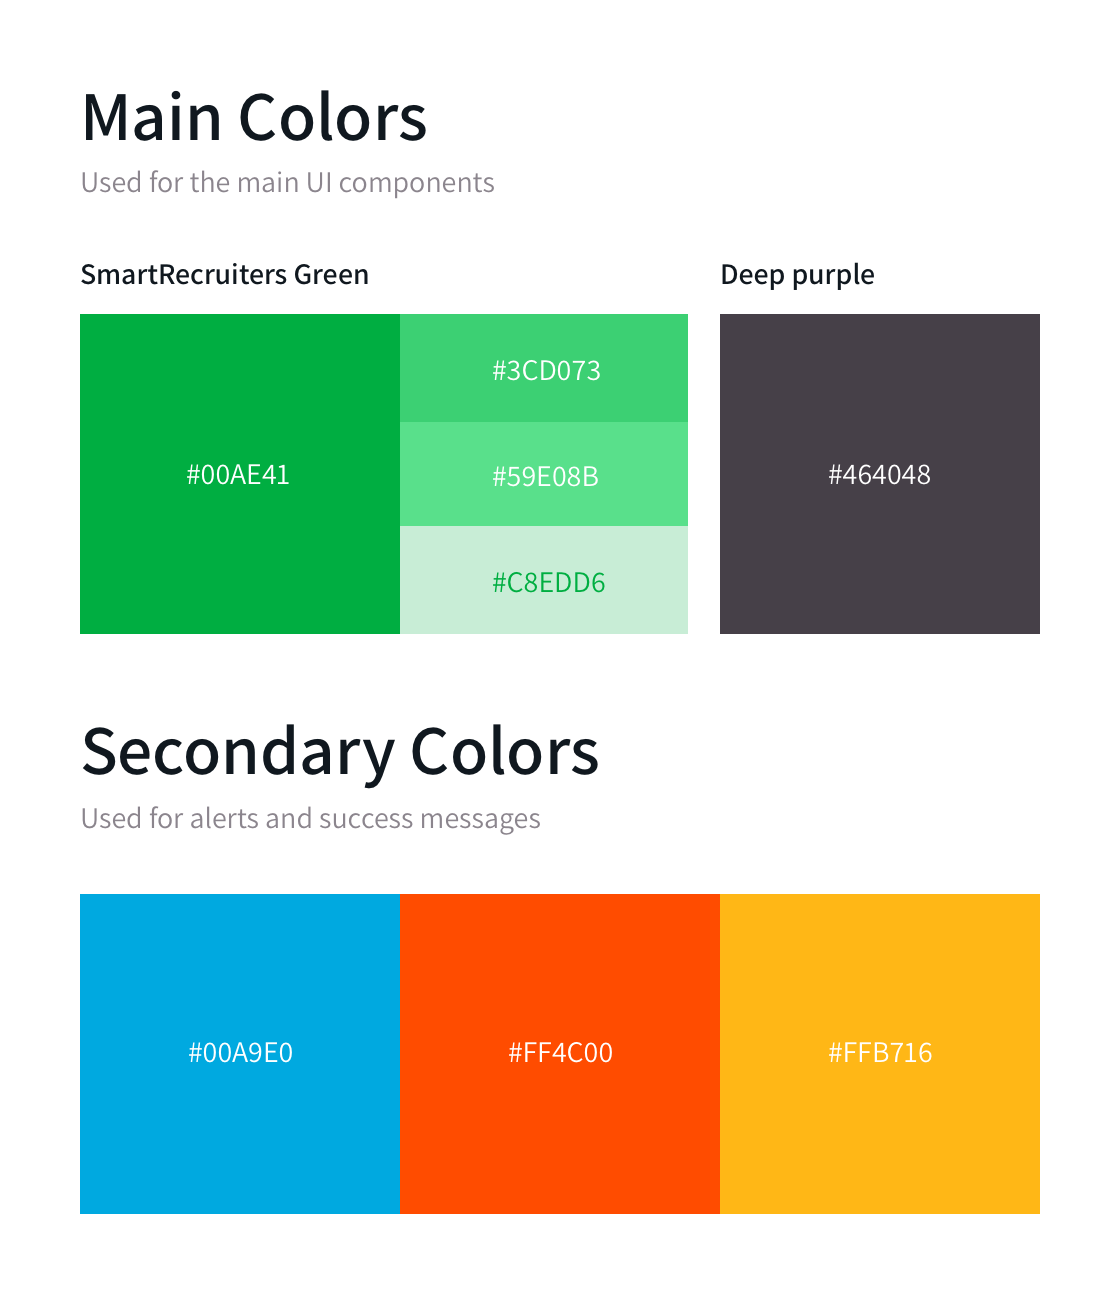 Main Colors
Used for the main UI components
SmartRecruiters Green
Deep purple
#3CD073
#00AE41
#59E08B
#C8EDD6
#464048
Secondary Colors
Used for alerts and success messages
#00A9E0
#FF4C00
#FFB716